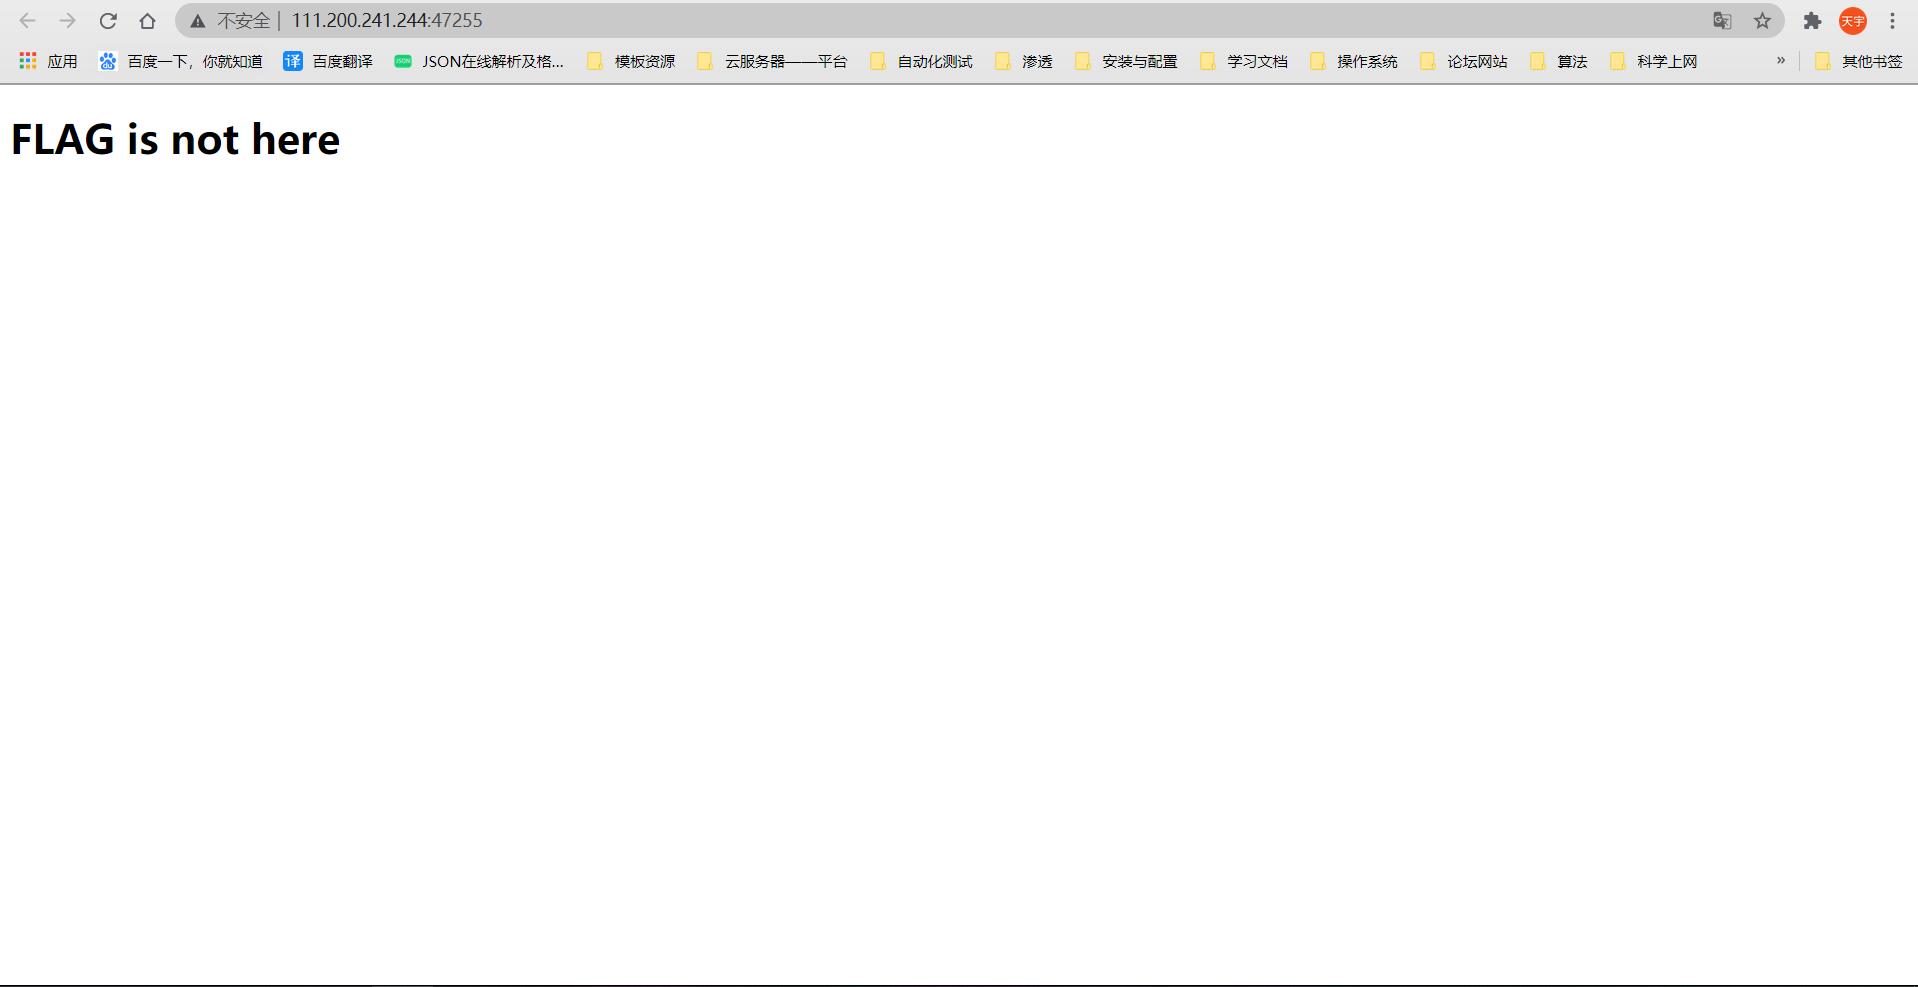 不安全 | 111.200.241.244:47255 天宇
应用 百度一下，你就知道 译 百度翻译 JSON JSON在线解析及格... 模板资源 云服务器——平台 自动化测试 渗透 安装与配置 学习文档 操作系统 论坛网站 算法 科学上网 » 其他书签
FLAG is not here